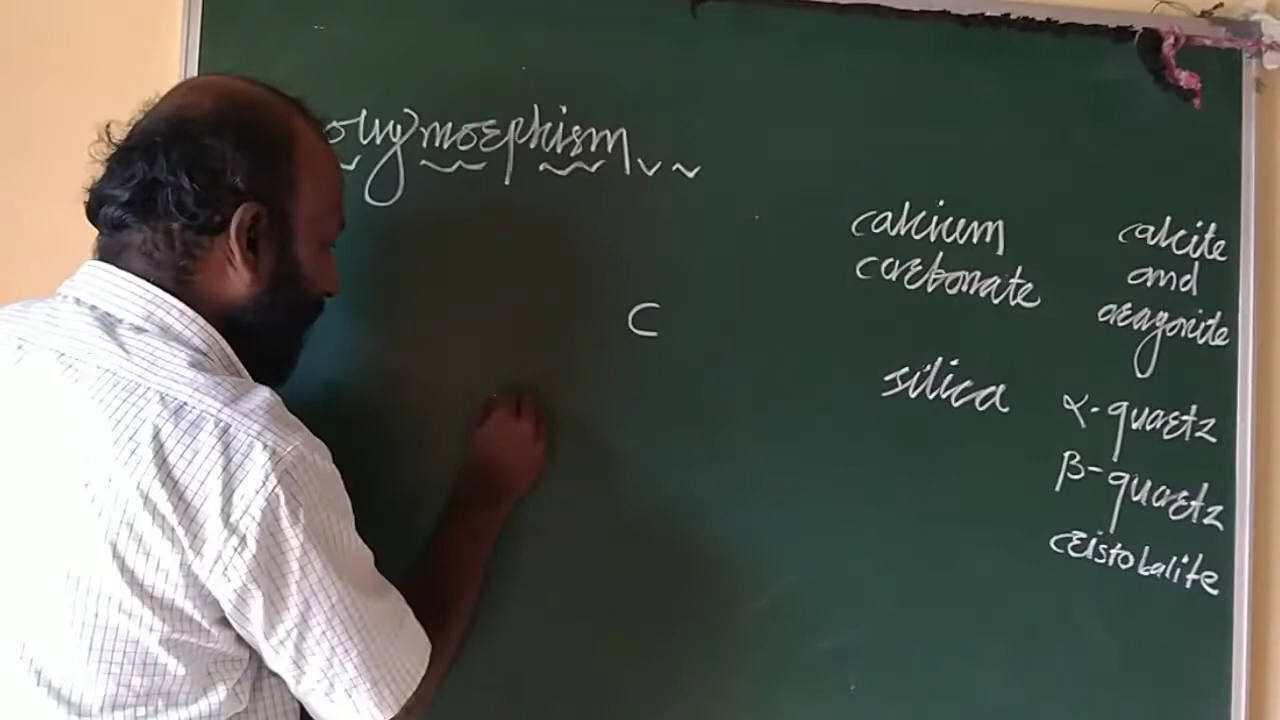 olymorphism
C
calcium
carbonate
calcite
and
aragonite
silica
α-quartz
β-quartz
cristobalite